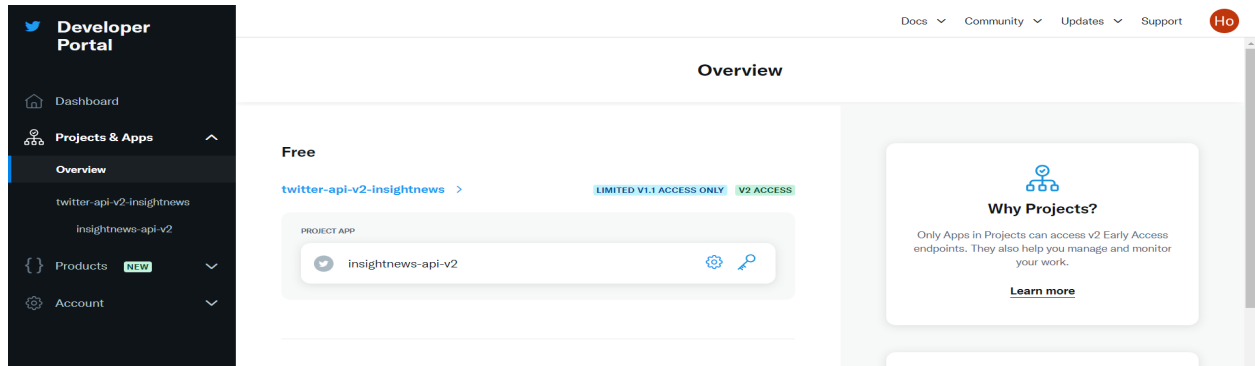 Developer
Portal
Docs Community Updates Support Ho
Overview
Dashboard
Projects & Apps
Overview
twitter-api-v2-insightnews
insightnews-api-v2
{ } Products NEW
Account
Free
twitter-api-v2-insightnews > LIMITED V1.1 ACCESS ONLY V2 ACCESS
PROJECT APP
insightnews-api-v2
Why Projects?
Only Apps in Projects can access v2 Early Access
endpoints. They also help you manage and monitor
your work.
Learn more